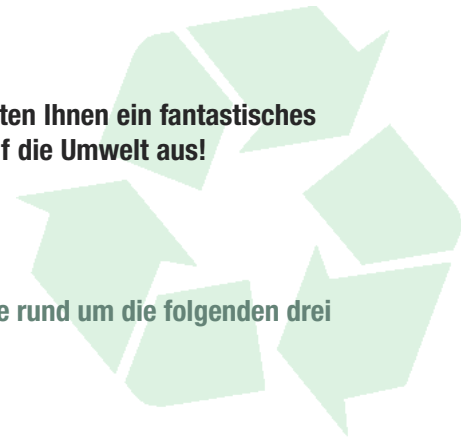 ten Ihnen ein fantastisches
f die Umwelt aus!
e rund um die folgenden drei